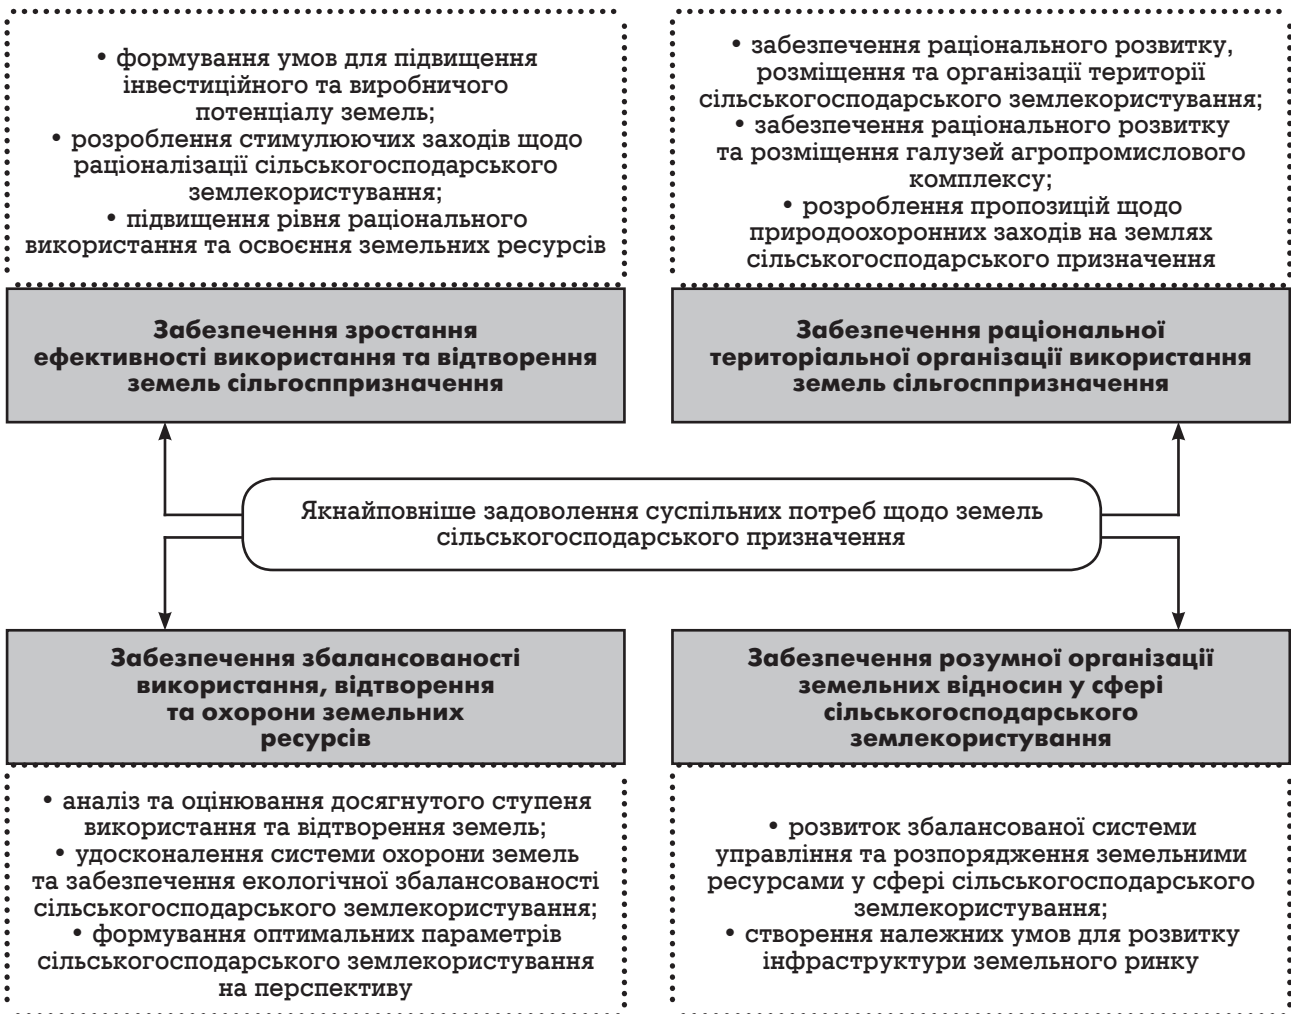 • формування умов для підвищення
інвестиційного та виробничого
потенціалу земель;
• розроблення стимулюючих заходів щодо
раціоналізації сільськогосподарського
землекористування;
• підвищення рівня раціонального
використання та освоєння земельних ресурсів
Забезпечення зростання
ефективності використання та відтворення
земель сільгосппризначення
• забезпечення раціонального розвитку,
розміщення та організації території
сільськогосподарського землекористування;
• забезпечення раціонального розвитку
та розміщення галузей агропромислового
комплексу;
• розроблення пропозицій щодо
природоохоронних заходів на землях
сільськогосподарського призначення
Забезпечення раціональної
територіальної організації використання
земель сільгосппризначення
Якнайповніше задоволення суспільних потреб щодо земель
сільськогосподарського призначення
Забезпечення збалансованості
використання, відтворення
та охорони земельних
ресурсів
• аналіз та оцінювання досягнутого ступеня
використання та відтворення земель;
• удосконалення системи охорони земель
та забезпечення екологічної збалансованості
сільськогосподарського землекористування;
• формування оптимальних параметрів
сільськогосподарського землекористування
на перспективу
Забезпечення розумної організації
земельних відносин у сфері
сільськогосподарського
землекористування
• розвиток збалансованої системи
управління та розпорядження земельними
ресурсами у сфері сільськогосподарського
землекористування;
• створення належних умов для розвитку
інфраструктури земельного ринку